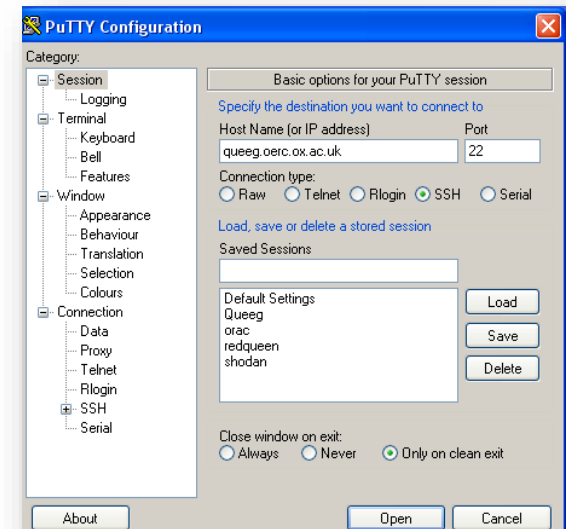 PuTTY Configuration
Category:
Session
Logging
Terminal
Keyboard
Bell
Features
Window
Appearance
Behaviour
Translation
Selection
Colours
Connection
Data
Proxy
Telnet
Rlogin
SSH
Serial
Basic options for your PuTTY session
Specify the destination you want to connect to
Host Name (or IP address) Port
queeg.oerc.ox.ac.uk 22
Connection type:
Raw Telnet Rlogin SSH Serial
Load, save or delete a stored session
Saved Sessions
Default Settings
Queeg
orac
redqueen
shodan
Load
Save
Delete
Close window on exit:
Always Never Only on clean exit
About Open Cancel